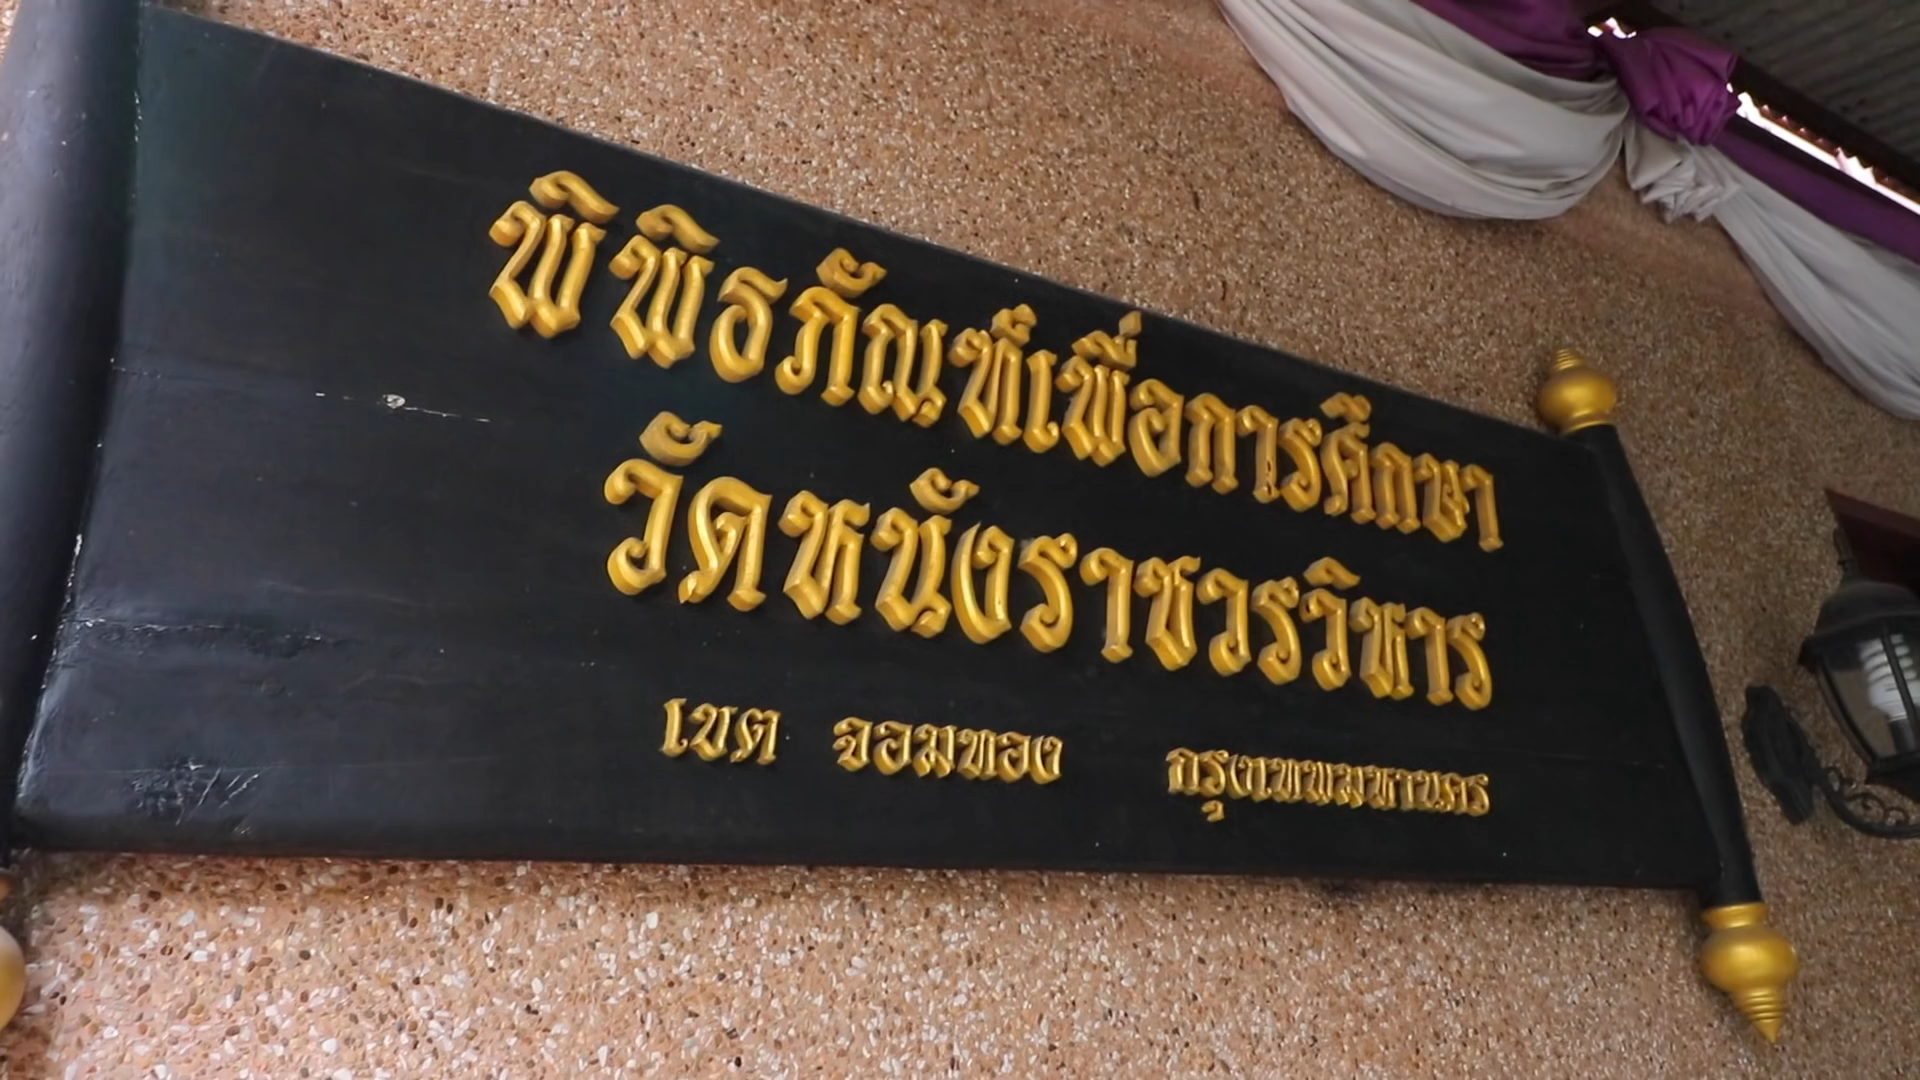 พิพิธภัณฑ์เพื่อการศึกษา
วัดหนังราชวรวิหาร
เขต จอมทอง กรุงเทพมหานคร